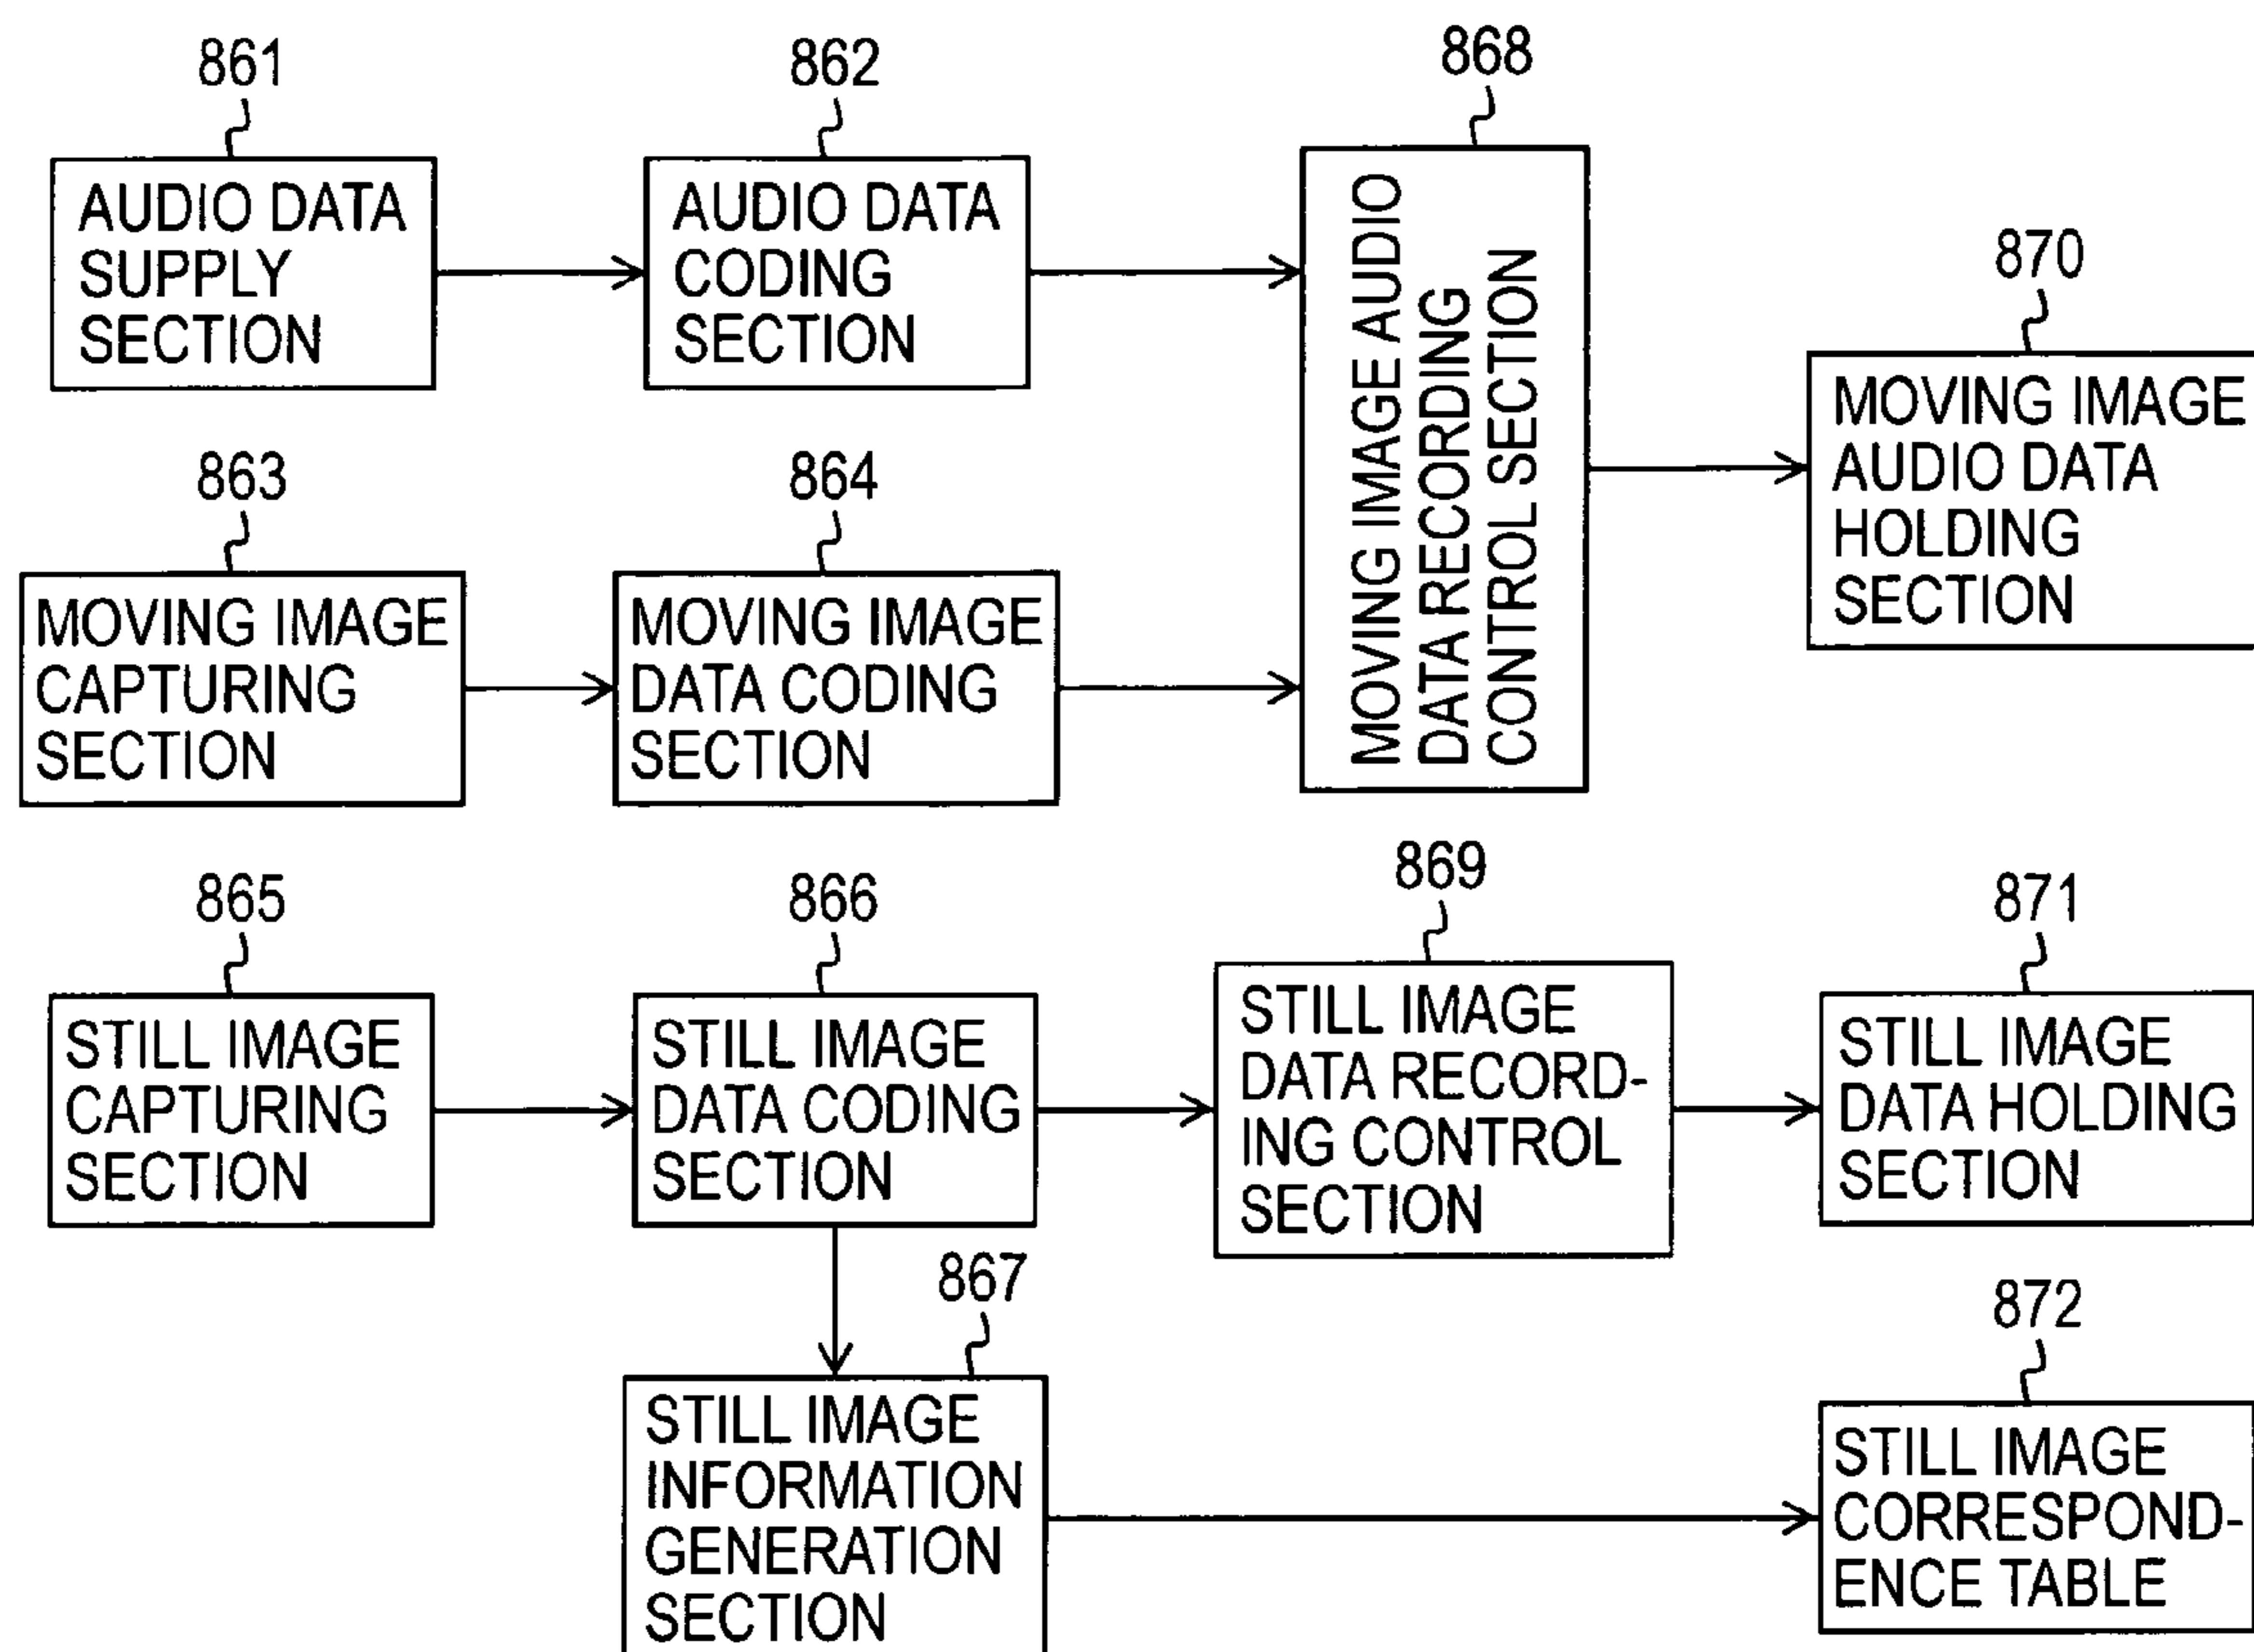 861
AUDIO DATA
SUPPLY
SECTION
862
AUDIO DATA
CODING
SECTION
868
MOVING IMAGE AUDIO
DATA RECORDING
CONTROL SECTION
870
MOVING IMAGE
AUDIO DATA
HOLDING
SECTION
863
MOVING IMAGE
CAPTURING
SECTION
864
MOVING IMAGE
DATA CODING
SECTION
865
STILL IMAGE
CAPTURING
SECTION
866
STILL IMAGE
DATA CODING
SECTION
869
STILL IMAGE
DATA RECORD-
ING CONTROL
SECTION
871
STILL IMAGE
DATA HOLDING
SECTION
867
STILL IMAGE
INFORMATION
GENERATION
SECTION
872
STILL IMAGE
CORRESPOND-
ENCE TABLE